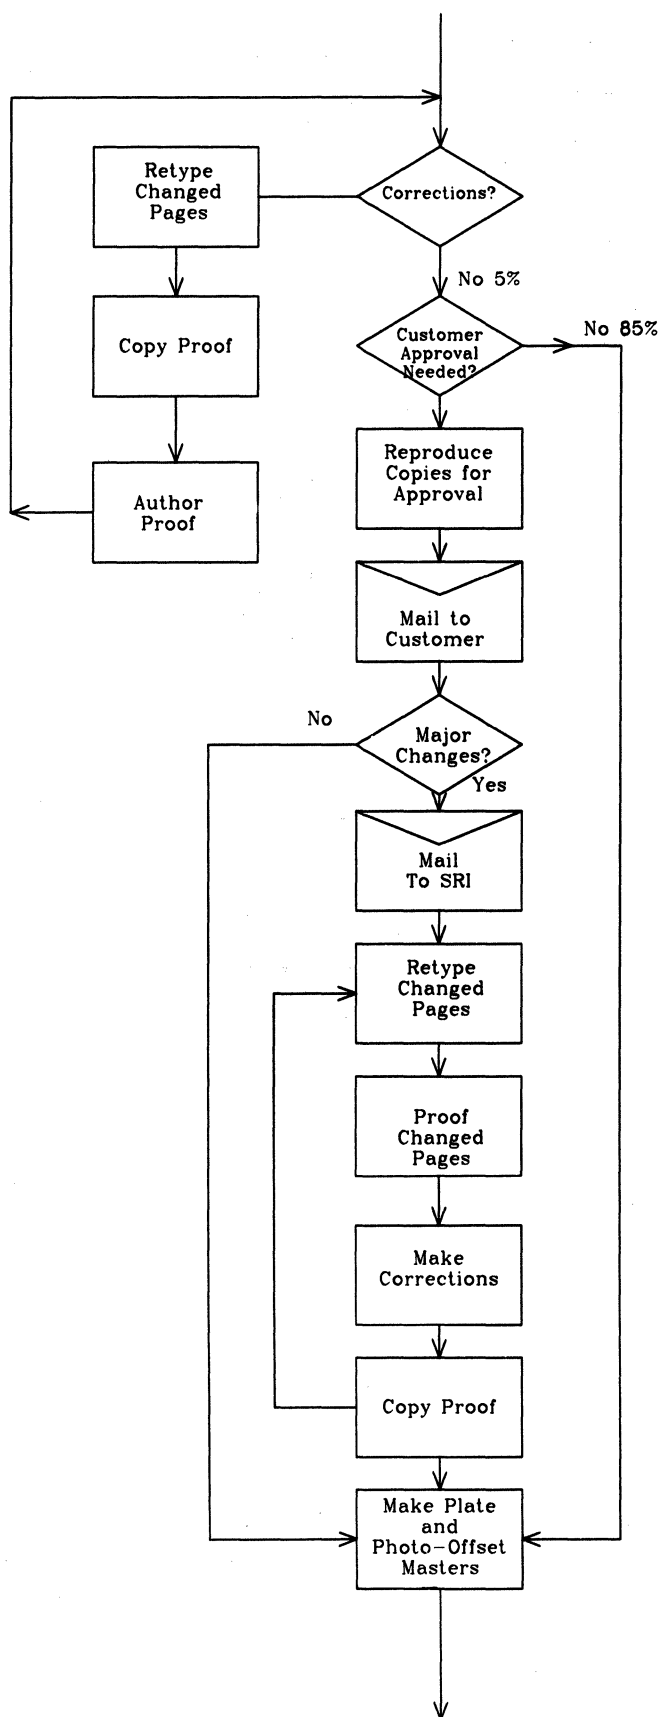 Corrections?
Retype
Changed
Pages
Copy Proof
Author
Proof
No 5%
Customer
Approval
Needed?
No 85%
Reproduce
Copies for
Approval
Mail to
Customer
Major
Changes?
No
Yes
Mail
To SRI
Retype
Changed
Pages
Proof
Changed
Pages
Make
Corrections
Copy Proof
Make Plate
and
Photo-Offset
Masters